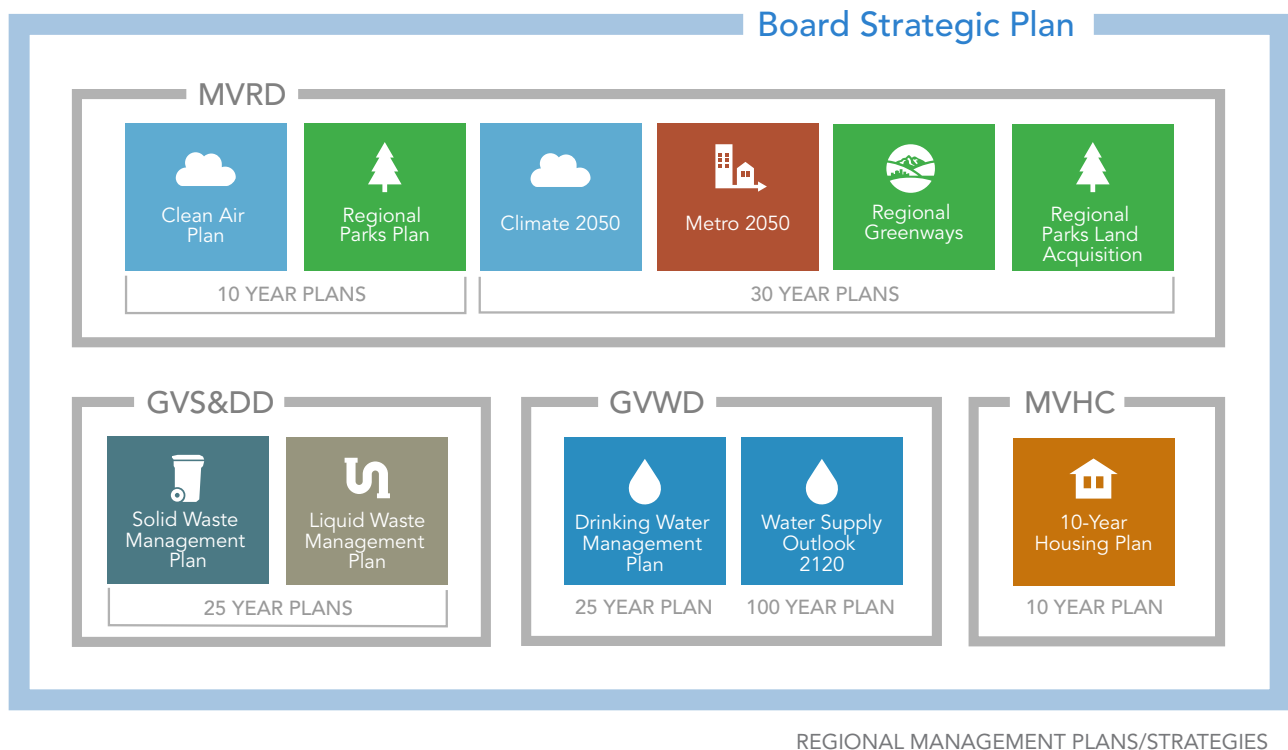 Board Strategic Plan
MVRD
Clean Air
Plan
Regional
Parks Plan
Climate 2050
Metro 2050
Regional
Greenways
Regional
Parks Land
Acquisition
10 YEAR PLANS
30 YEAR PLANS
GVS&DD
Solid Waste
Management
Plan
Liquid Waste
Management
Plan
25 YEAR PLANS
GVWD
Drinking Water
Management
Plan
Water Supply
Outlook
2120
25 YEAR PLAN
100 YEAR PLAN
MVHC
10-Year
Housing Plan
10 YEAR PLAN
REGIONAL MANAGEMENT PLANS/STRATEGIES